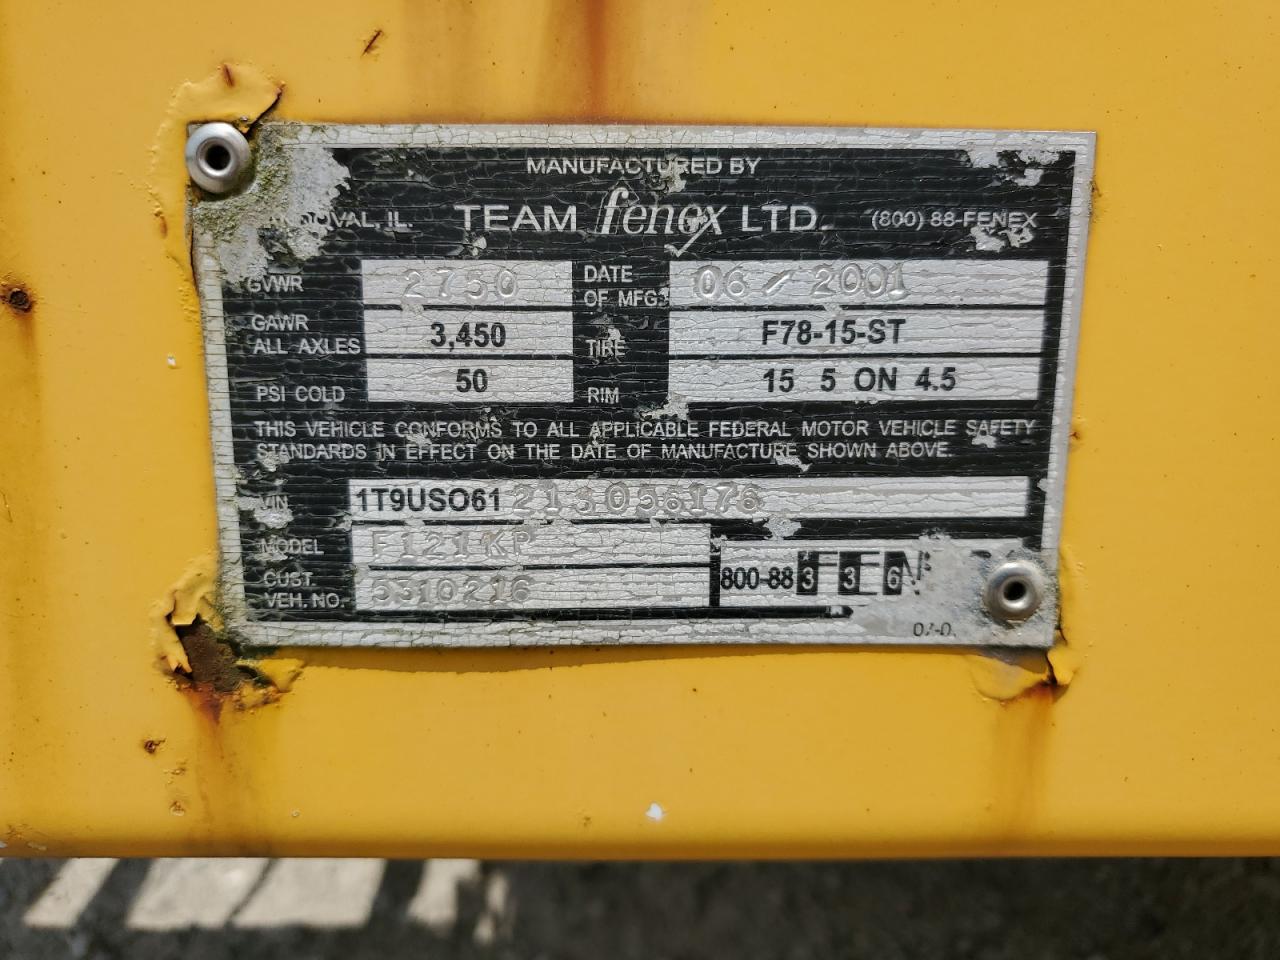 MANUFACTURED BY
IL. TEAM fenex LTD. (800) 88-FENEX
GVWR 2750 DATE OF MFG. 06/2001
GAWR ALL AXLES 3,450 TIRE F78-15-ST
PSI COLD 50 RIM 15 5 ON 4.5
THIS VEHICLE CONFORMS TO ALL APPLICABLE FEDERAL MOTOR VEHICLE SAFETY
STANDARDS IN EFFECT ON THE DATE OF MANUFACTURE SHOWN ABOVE.
VIN 1T9USO61213056176
MODEL F121KP
CUST. VEH. NO. 5310216
800-88 3 3 6